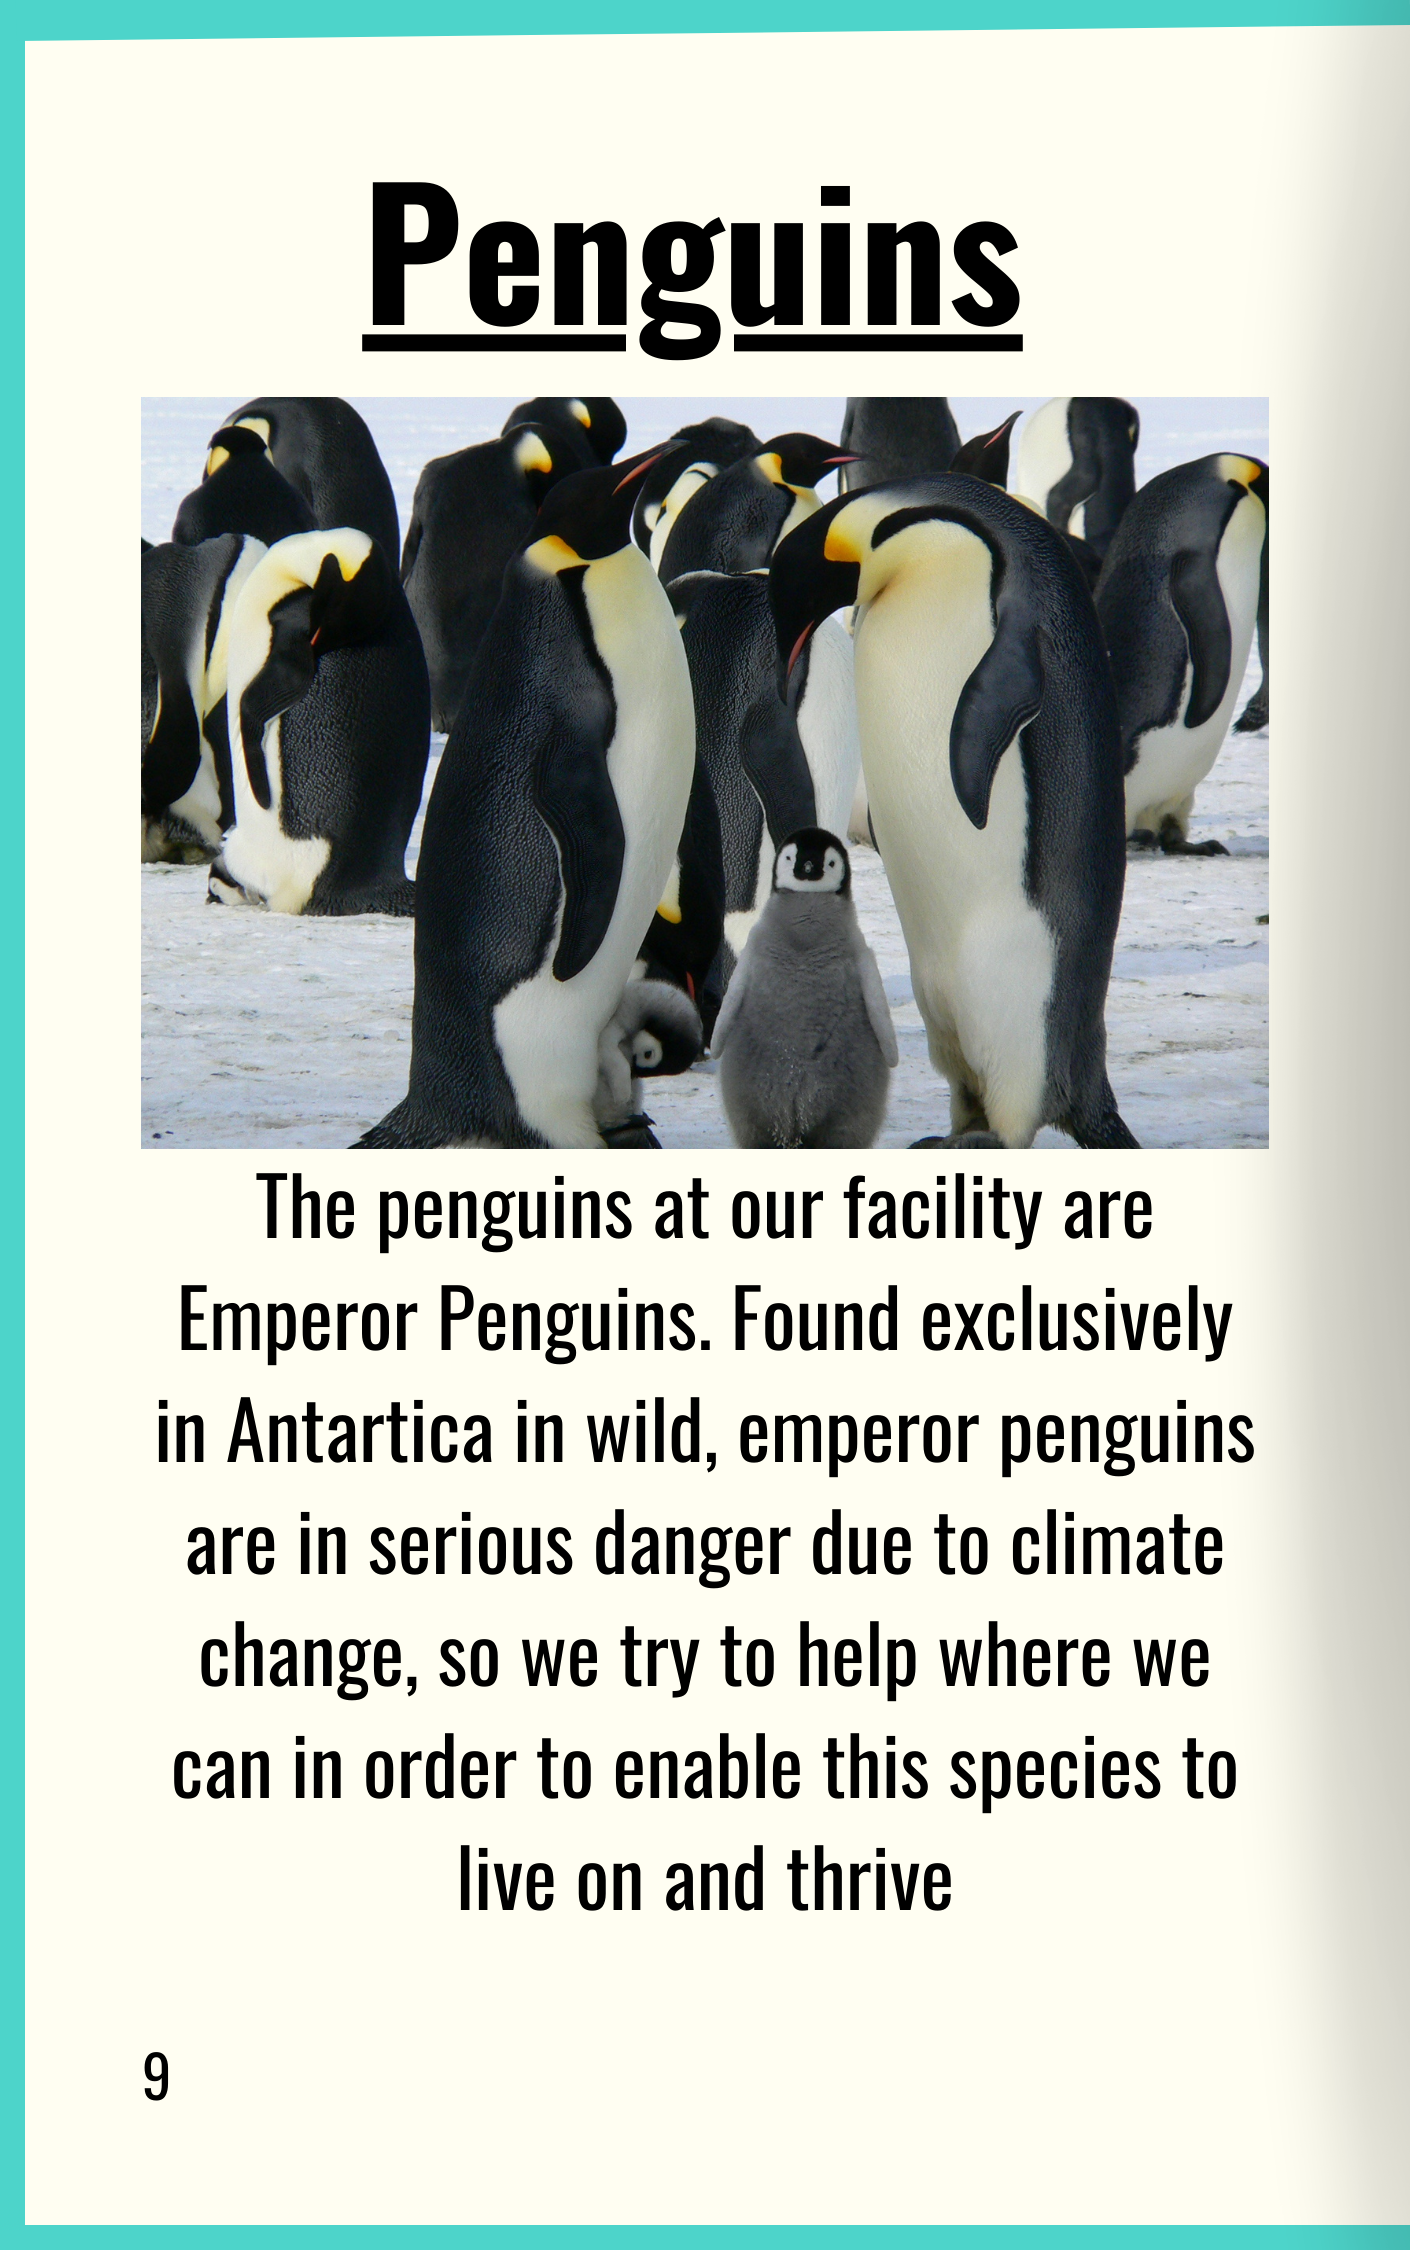 Penguins
The penguins at our facility are
Emperor Penguins. Found exclusively
in Antartica in wild, emperor penguins
are in serious danger due to climate
change, so we try to help where we
can in order to enable this species to
live on and thrive
9